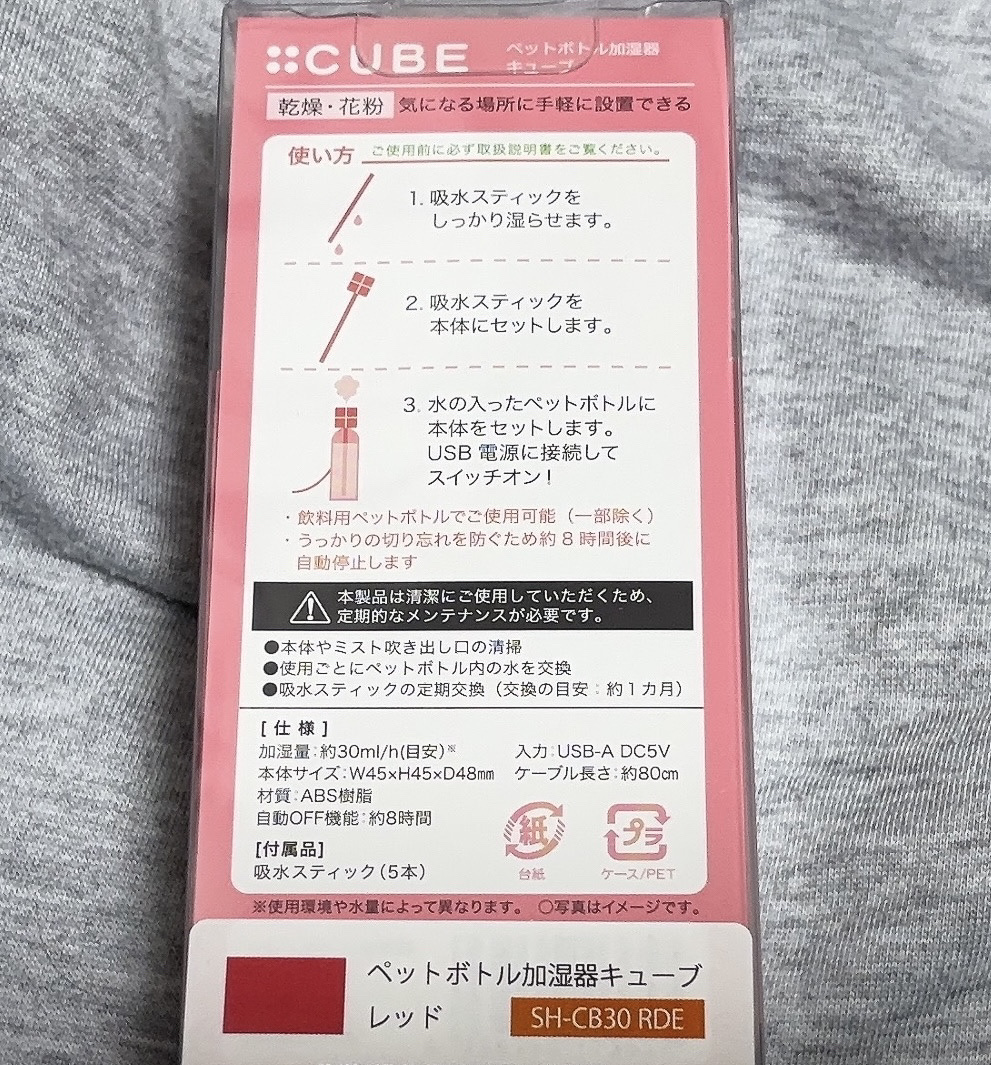 CUBE
ペットボトル加湿器
キューブ
乾燥・花粉 気になる場所に手軽に設置できる
使い方 ご使用前に必ず取扱説明書をご覧ください。
1. 吸水スティックを
しっかり湿らせます。
2. 吸水スティックを
本体にセットします。
3. 水の入ったペットボトルに
本体をセットします。
USB 電源に接続して
スイッチオン!
・飲料用ペットボトルでご使用可能（一部除く）
・うっかりの切り忘れを防ぐため約 8 時間後に
自動停止します
本製品は清潔にご使用していただくため、
定期的なメンテナンスが必要です。
●本体やミスト吹き出し口の清掃
●使用ごとにペットボトル内の水を交換
●吸水スティックの定期交換（交換の目安：約1カ月）
[ 仕 様 ]
加湿量：約30ml/h(目安)※ 入力：USB-A DC5V
本体サイズ：W45×H45×D48mm ケーブル長さ：約80cm
材質：ABS樹脂
自動OFF機能：約8時間
[付属品]
吸水スティック（5本）
紙
台紙
プラ
ケース/PET
※使用環境や水量によって異なります。 ○写真はイメージです。
ペットボトル加湿器キューブ
レッド SH-CB30 RDE